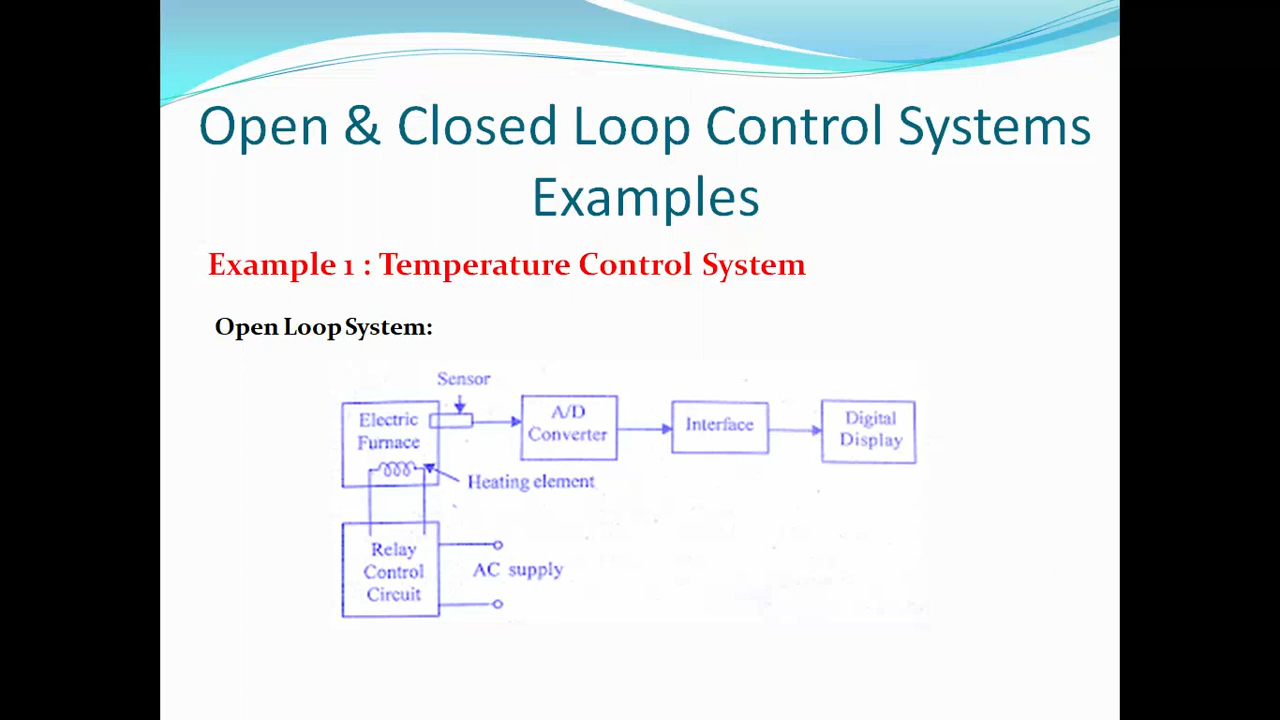 Open & Closed Loop Control Systems
Examples
Example 1 : Temperature Control System
Open Loop System:
Sensor
Electric
Furnace
A/D
Converter
Interface
Digital
Display
Heating element
Relay
Control
Circuit
AC supply